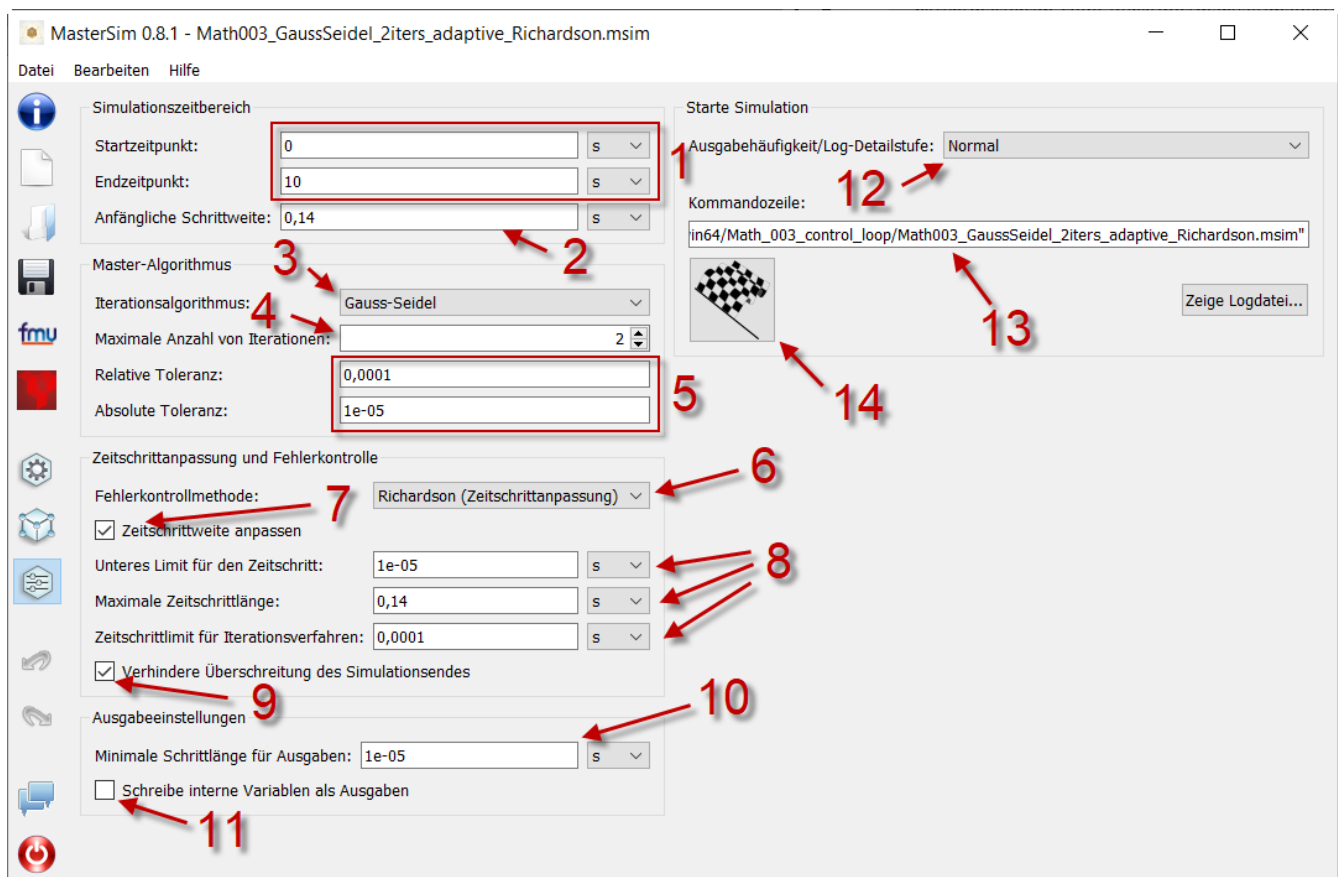 MasterSim 0.8.1 - Math003_GaussSeidel_2iters_adaptive_Richardson.msim
Datei Bearbeiten Hilfe
Simulationszeitbereich
Startzeitpunkt: 0 s
Endzeitpunkt: 10 s
1
Anfängliche Schrittweite: 0,14 s
2
Master-Algorithmus
3
Iterationsalgorithmus: Gauss-Seidel
4
Maximale Anzahl von Iterationen: 2
Relative Toleranz: 0,0001
Absolute Toleranz: 1e-05
5
Zeitschrittanpassung und Fehlerkontrolle
Fehlerkontrollmethode: Richardson (Zeitschrittanpassung)
6
7
Zeitschrittweite anpassen
Unteres Limit für den Zeitschritt: 1e-05 s
Maximale Zeitschrittlänge: 0,14 s
Zeitschrittlimit für Iterationsverfahren: 0,0001 s
8
Verhindere Überschreitung des Simulationsendes
9
Ausgabeeinstellungen
10
Minimale Schrittlänge für Ausgaben: 1e-05 s
Schreibe interne Variablen als Ausgaben
11
Starte Simulation
Ausgabehäufigkeit/Log-Detailstufe: Normal
12
Kommandozeile:
in64/Math_003_control_loop/Math003_GaussSeidel_2iters_adaptive_Richardson.msim"
13
Zeige Logdatei...
14
fmu